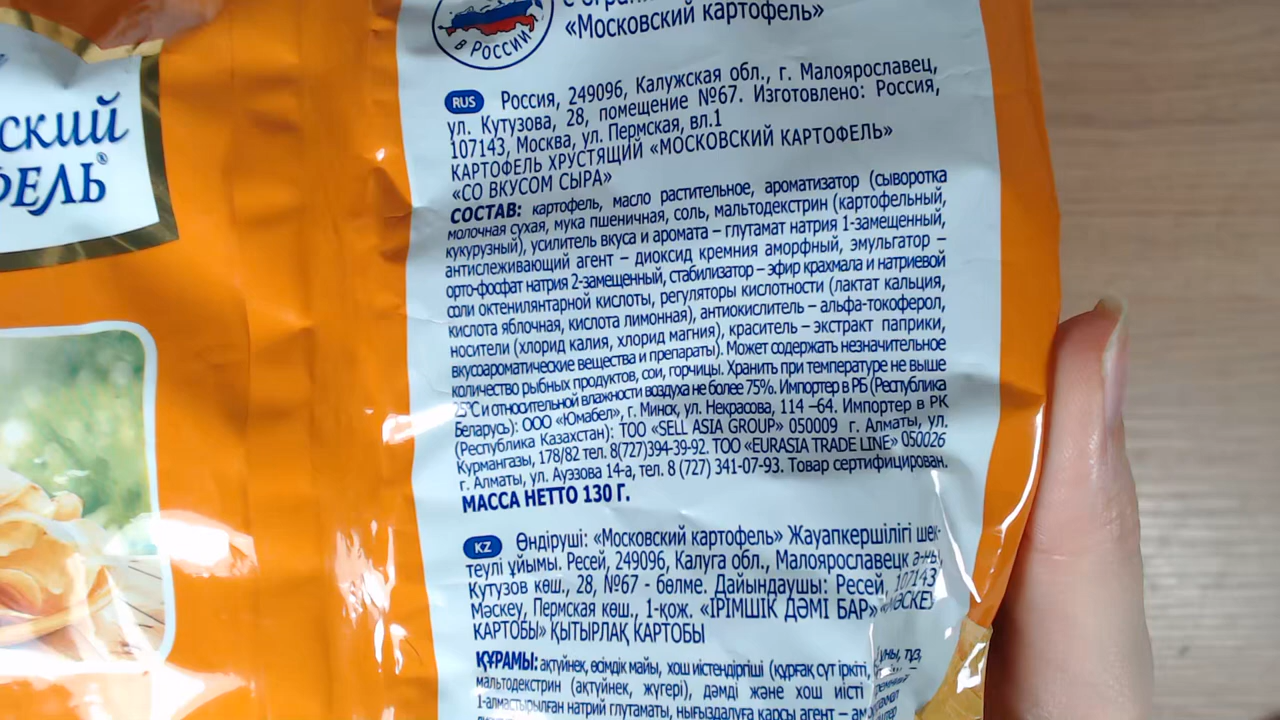 ский
ФЕЛЬ®
В РОССИИ
«Московский картофель»
RUS Россия, 249096, Калужская обл., г. Малоярославец,
ул. Кутузова, 28, помещение №67. Изготовлено: Россия,
107143, Москва, ул. Пермская, вл.1
КАРТОФЕЛЬ ХРУСТЯЩИЙ «МОСКОВСКИЙ КАРТОФЕЛЬ»
«СО ВКУСОМ СЫРА»
СОСТАВ: картофель, масло растительное, ароматизатор (сыворотка
молочная сухая, мука пшеничная, соль, мальтодекстрин (картофельный,
кукурузный), усилитель вкуса и аромата – глутамат натрия 1-замещенный,
антислеживающий агент – диоксид кремния аморфный, эмульгатор –
орто-фосфат натрия 2-замещенный, стабилизатор – эфир крахмала и натриевой
соли октенилянтарной кислоты, регуляторы кислотности (лактат кальция,
кислота яблочная, кислота лимонная), антиокислитель – альфа-токоферол,
носители (хлорид калия, хлорид магния), краситель – экстракт паприки,
вкусоароматические вещества и препараты). Может содержать незначительное
количество рыбных продуктов, сои, горчицы. Хранить при температуре не выше
25°С и относительной влажности воздуха не более 75%. Импортер в РБ (Республика
Беларусь): ООО «Юмабел», г. Минск, ул. Некрасова, 114 –64. Импортер в РК
(Республика Казахстан): ТОО «SELL ASIA GROUP» 050009 г. Алматы, ул.
Курмангазы, 178/82 тел. 8(727)394-39-92. ТОО «EURASIA TRADE LINE» 050026
г. Алматы, ул. Ауэзова 14-а, тел. 8 (727) 341-07-93. Товар сертифицирован.
МАССА НЕТТО 130 Г.
KZ Өндіруші: «Московский картофель» Жауапкершілігі шек-
теулі ұйымы. Ресей, 249096, Калуга обл., Малоярославецк а-ны,
Кутузов көш., 28, №67 - бөлме. Дайындаушы: Ресей, 107143
Мәскеу, Пермская көш., 1-қож. «ІРІМШІК ДӘМІ БАР» «МӘСКЕУ
КАРТОБЫ» ҚЫТЫРЛАҚ КАРТОБЫ
ҚҰРАМЫ: ақтүйнек, өсімдік майы, хош иістендіргіші (құрғақ сүт іркіті, ұны, тұз,
мальтодекстрин (ақтүйнек, жүгері), дәмді және хош иісті
1-алмастырылған натрий глутаматы, нығыздалуға қарсы агент –